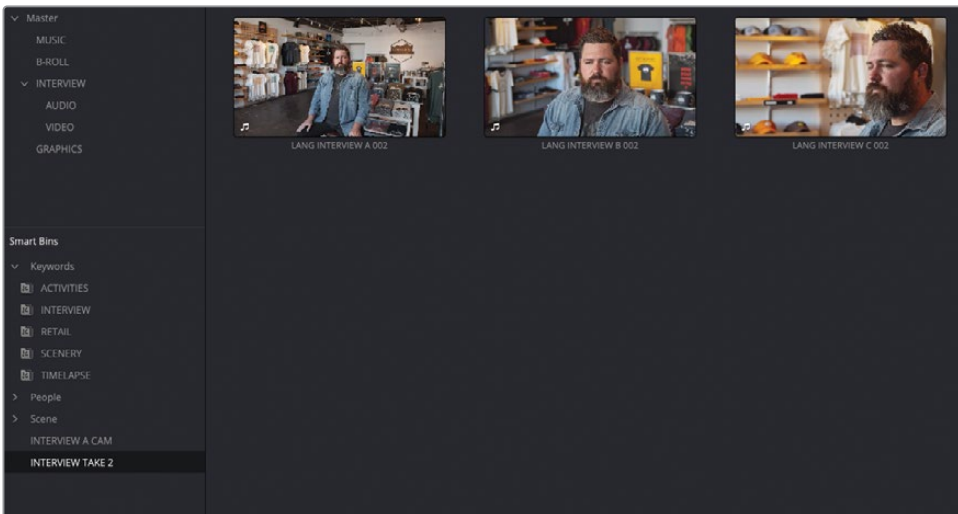 Master
MUSIC
B-ROLL
INTERVIEW
AUDIO
VIDEO
GRAPHICS
Smart Bins
Keywords
ACTIVITIES
INTERVIEW
RETAIL
SCENERY
TIMELAPSE
People
Scene
INTERVIEW A CAM
INTERVIEW TAKE 2
LANG INTERVIEW A 002
LANG INTERVIEW B 002
LANG INTERVIEW C 002